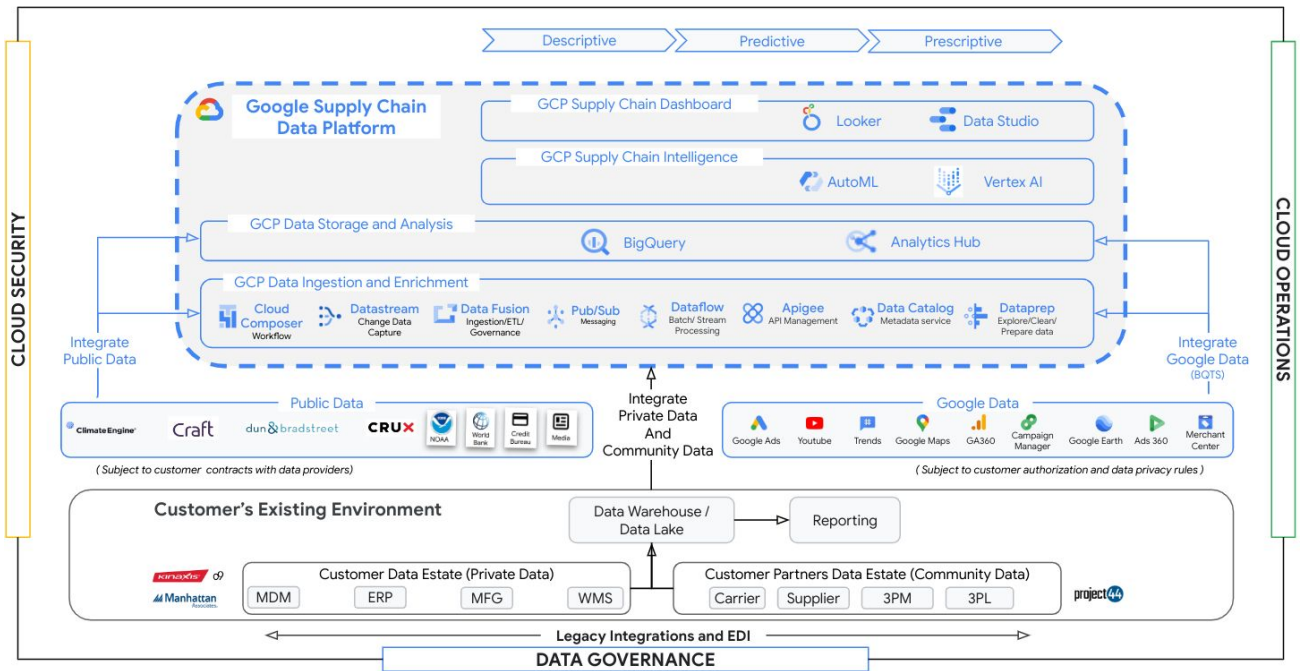 Descriptive
Predictive
Prescriptive
Google Supply Chain
Data Platform
GCP Supply Chain Dashboard
Looker
Data Studio
GCP Supply Chain Intelligence
AutoML
Vertex AI
GCP Data Storage and Analysis
BigQuery
Analytics Hub
GCP Data Ingestion and Enrichment
Cloud
Composer
Workflow
Datastream
Change Data
Capture
Data Fusion
Ingestion/ETL/
Governance
Pub/Sub
Messaging
Dataflow
Batch/ Stream
Processing
Apigee
API Management
Data Catalog
Metadata service
Dataprep
Explore/Clean/
Prepare data
CLOUD SECURITY
CLOUD OPERATIONS
Integrate
Public Data
Integrate
Google Data
(BQTS)
Integrate
Private Data
And
Community Data
Public Data
ClimateEngine
Craft
dun & bradstreet
CRUX
NOAA
World
Bank
Credit
Bureau
Media
( Subject to customer contracts with data providers)
Google Data
Google Ads
Youtube
Trends
Google Maps
GA360
Campaign
Manager
Google Earth
Ads 360
Merchant
Center
( Subject to customer authorization and data privacy rules )
Customer's Existing Environment
Data Warehouse /
Data Lake
Reporting
KINAXIS
o9
Manhattan
Associates
Customer Data Estate (Private Data)
MDM
ERP
MFG
WMS
Customer Partners Data Estate (Community Data)
Carrier
Supplier
3PM
3PL
project44
Legacy Integrations and EDI
DATA GOVERNANCE